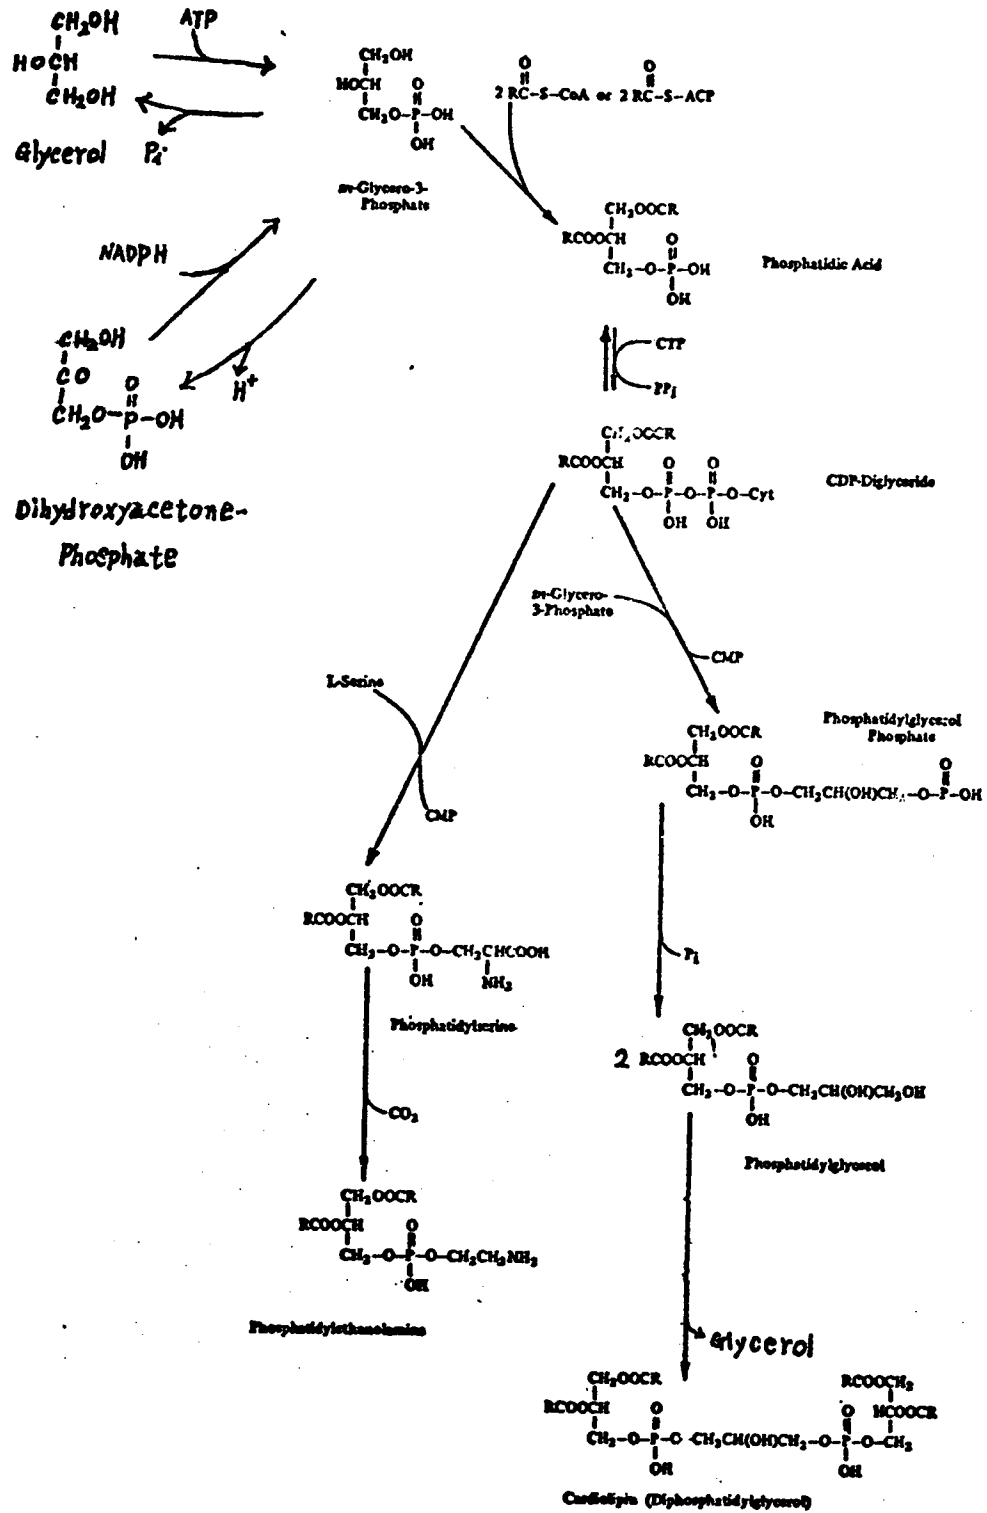 CH2OH
HOCH
CH2OH
Glycerol
ATP
Pi
CH2OH
HOCH O
CH2O-P-OH
OH
sn-Glycero-3-
Phosphate
O O
2 RC-S-CoA or 2 RC-S-ACP
CH2OOCR
RCOOCH O
CH2-O-P-OH
OH
Phosphatidic Acid
NADPH
H+
CH2OH
CO O
CH2O-P-OH
OH
Dihydroxyacetone-
Phosphate
CTP
PPi
CH2OOCR
RCOOCH O O
CH2-O-P-O-P-O-Cyt
OH OH
CDP-Diglyceride
sn-Glycero-
3-Phosphate
CMP
L-Serine
CMP
Phosphatidylglycerol
Phosphate
CH2OOCR
RCOOCH O O
CH2-O-P-O-CH2CH(OH)CH2-O-P-OH
OH
CH2OOCR
RCOOCH O
CH2-O-P-O-CH2CHCOOH
OH NH2
Phosphatidylserine
Pi
CH2OOCR
2 RCOOCH O
CH2-O-P-O-CH2CH(OH)CH2OH
OH
Phosphatidylglycerol
CO2
CH2OOCR
RCOOCH O
CH2-O-P-O-CH2CH2NH2
OH
Phosphatidylethanolamine
Glycerol
CH2OOCR RCOOCH2
RCOOCH O O HCOOCR
CH2-O-P-O-CH2CH(OH)CH2-O-P-O-CH2
OH OH
Cardiolipin (Diphosphatidylglycerol)